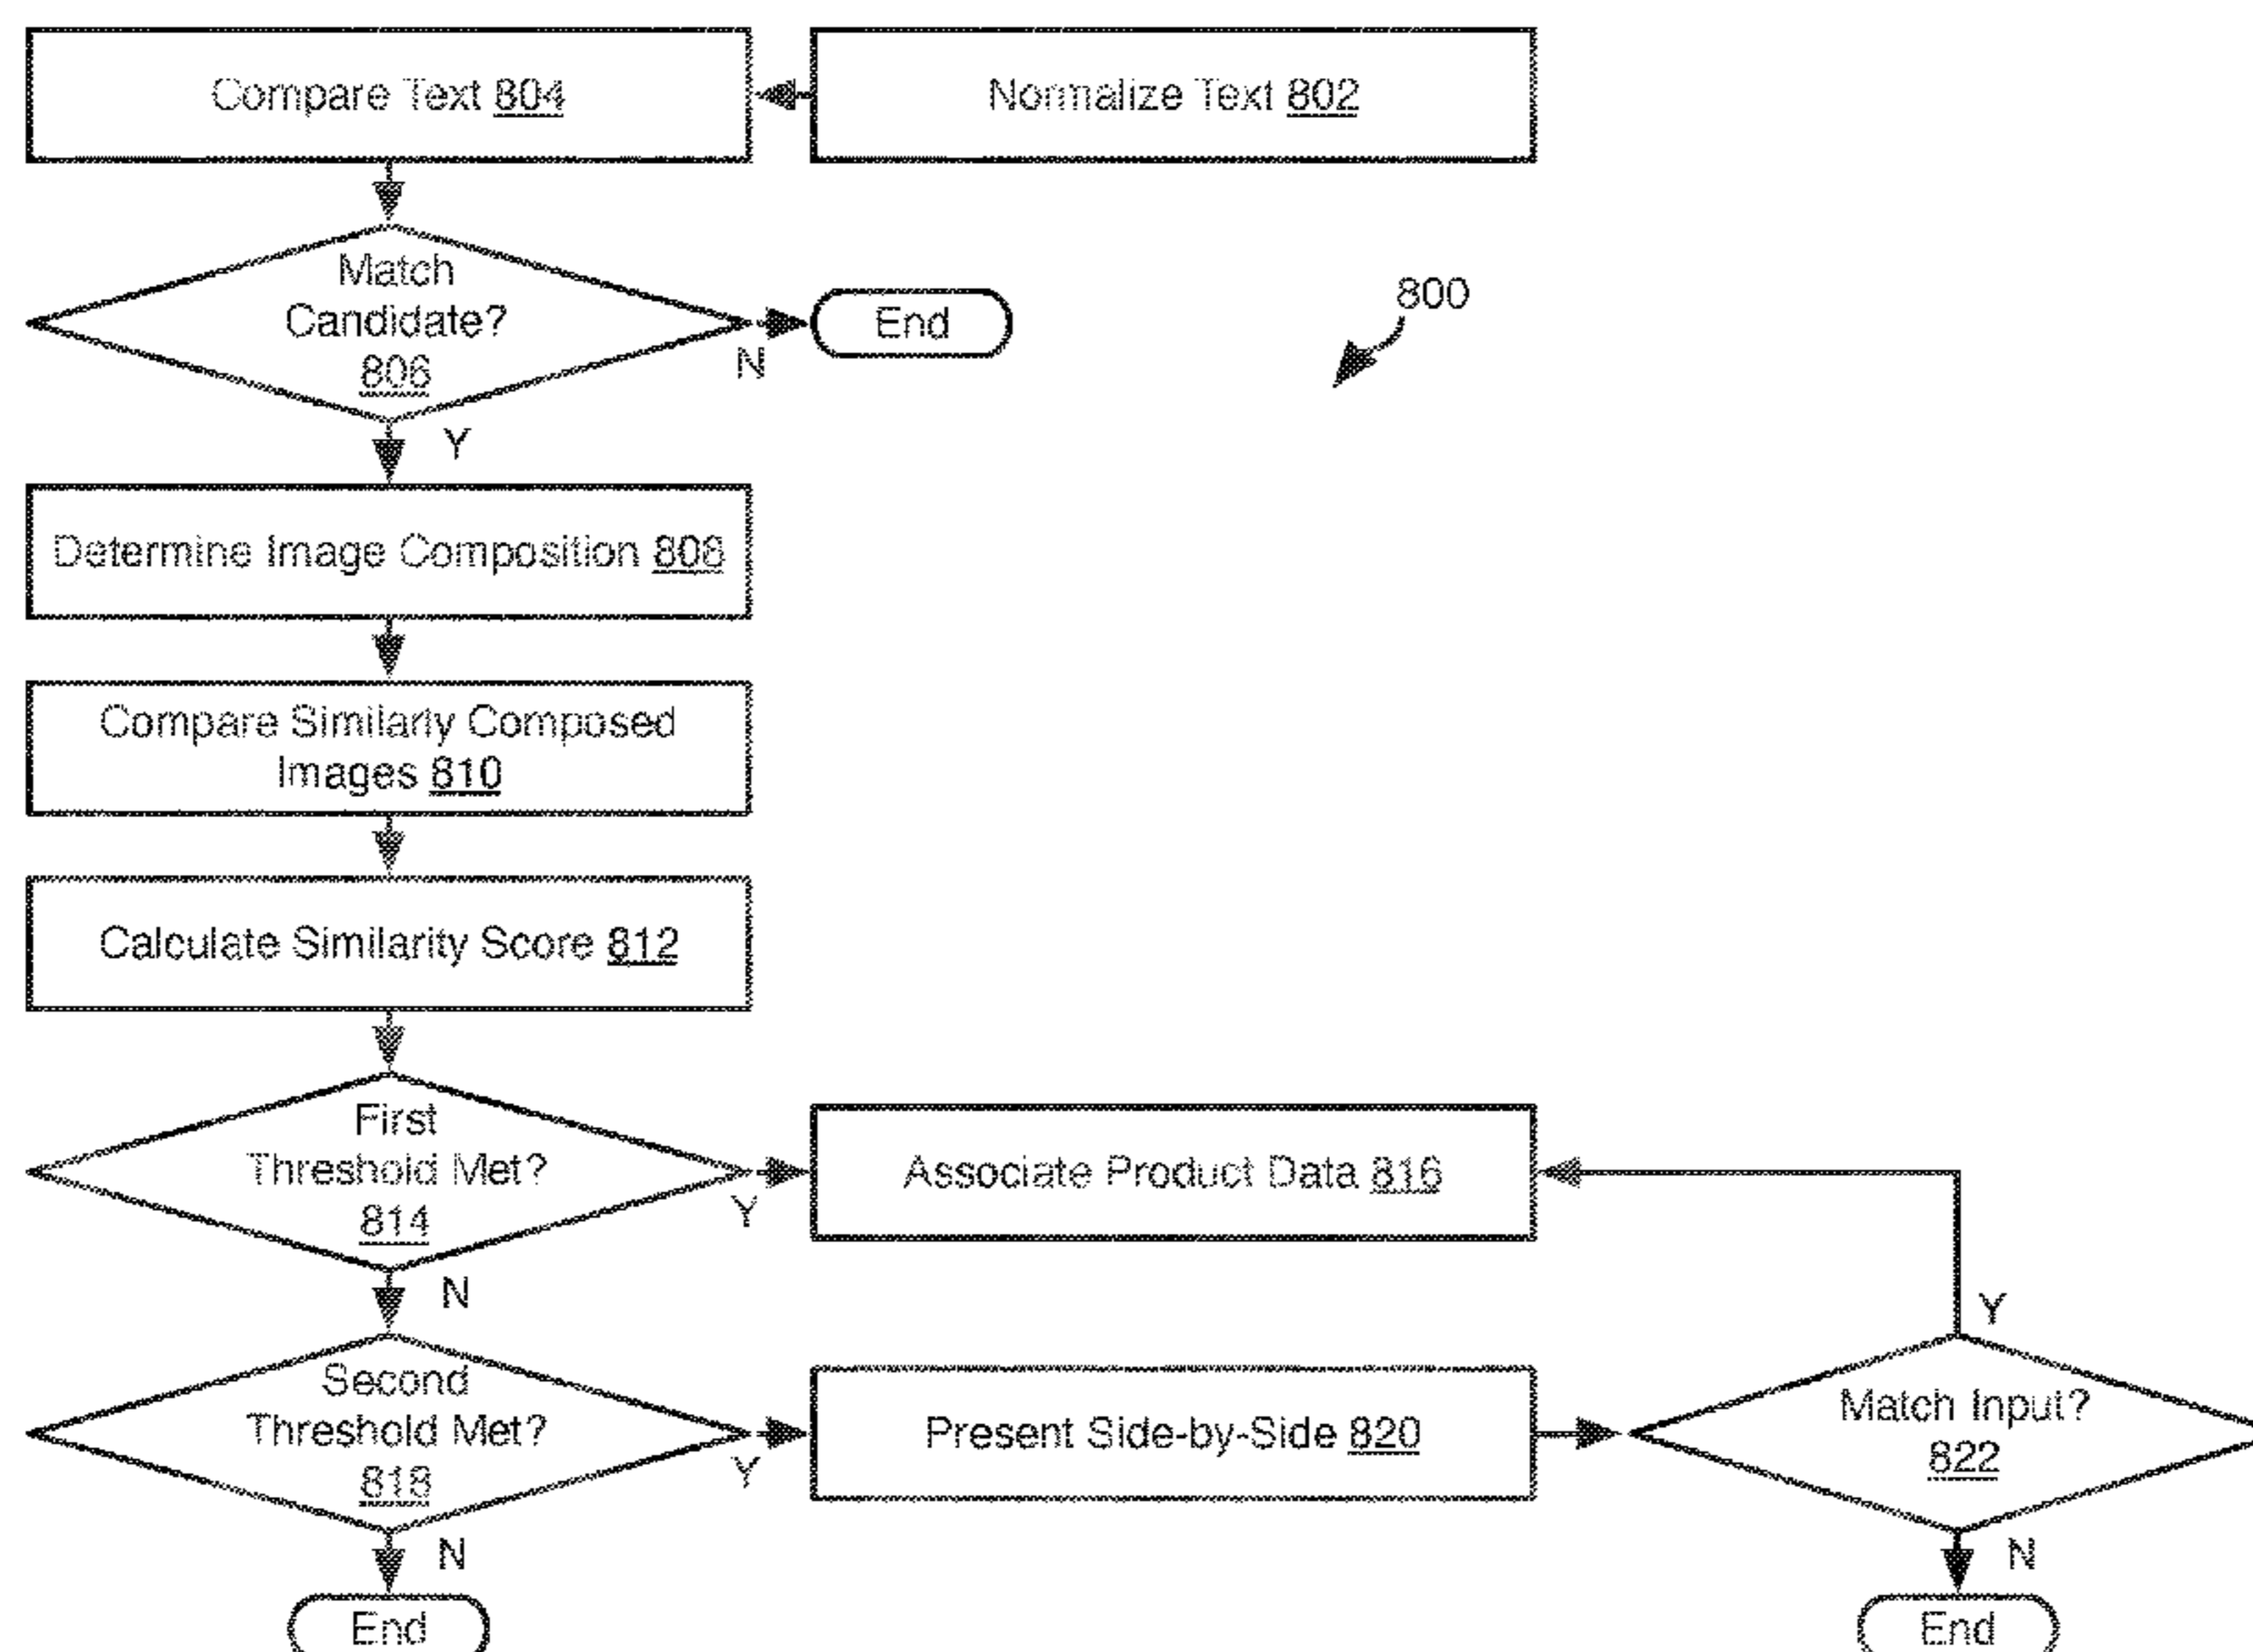 Compare Text 804
Normalize Text 802
Match
Candidate?
806
N
End
800
Y
Determine Image Composition 808
Compare Similarly Composed
Images 810
Calculate Similarity Score 812
First
Threshold Met?
814
Y
Associate Product Data 816
N
Y
Second
Threshold Met?
818
Y
Present Side-by-Side 820
Match Input?
822
N
End
N
End